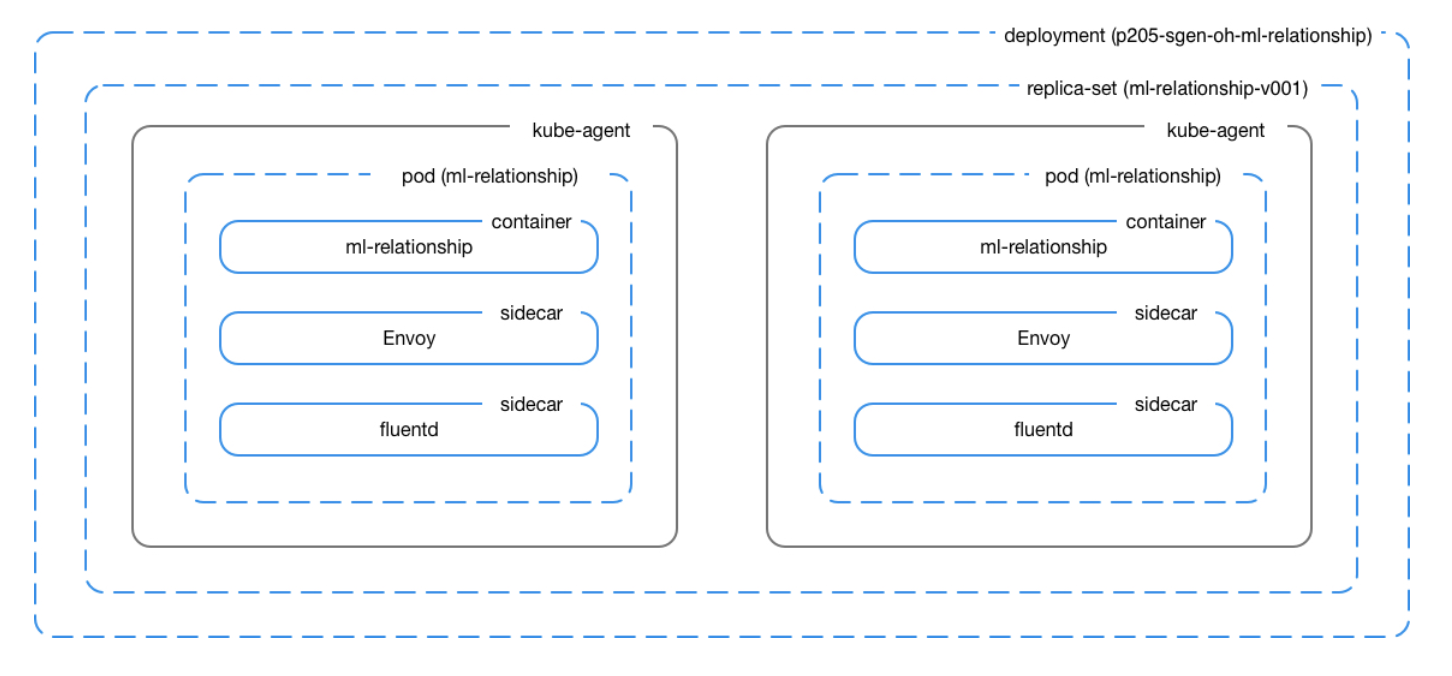 deployment (p205-sgen-oh-ml-relationship)
replica-set (ml-relationship-v001)
kube-agent
pod (ml-relationship)
container
ml-relationship
sidecar
Envoy
sidecar
fluentd
kube-agent
pod (ml-relationship)
container
ml-relationship
sidecar
Envoy
sidecar
fluentd